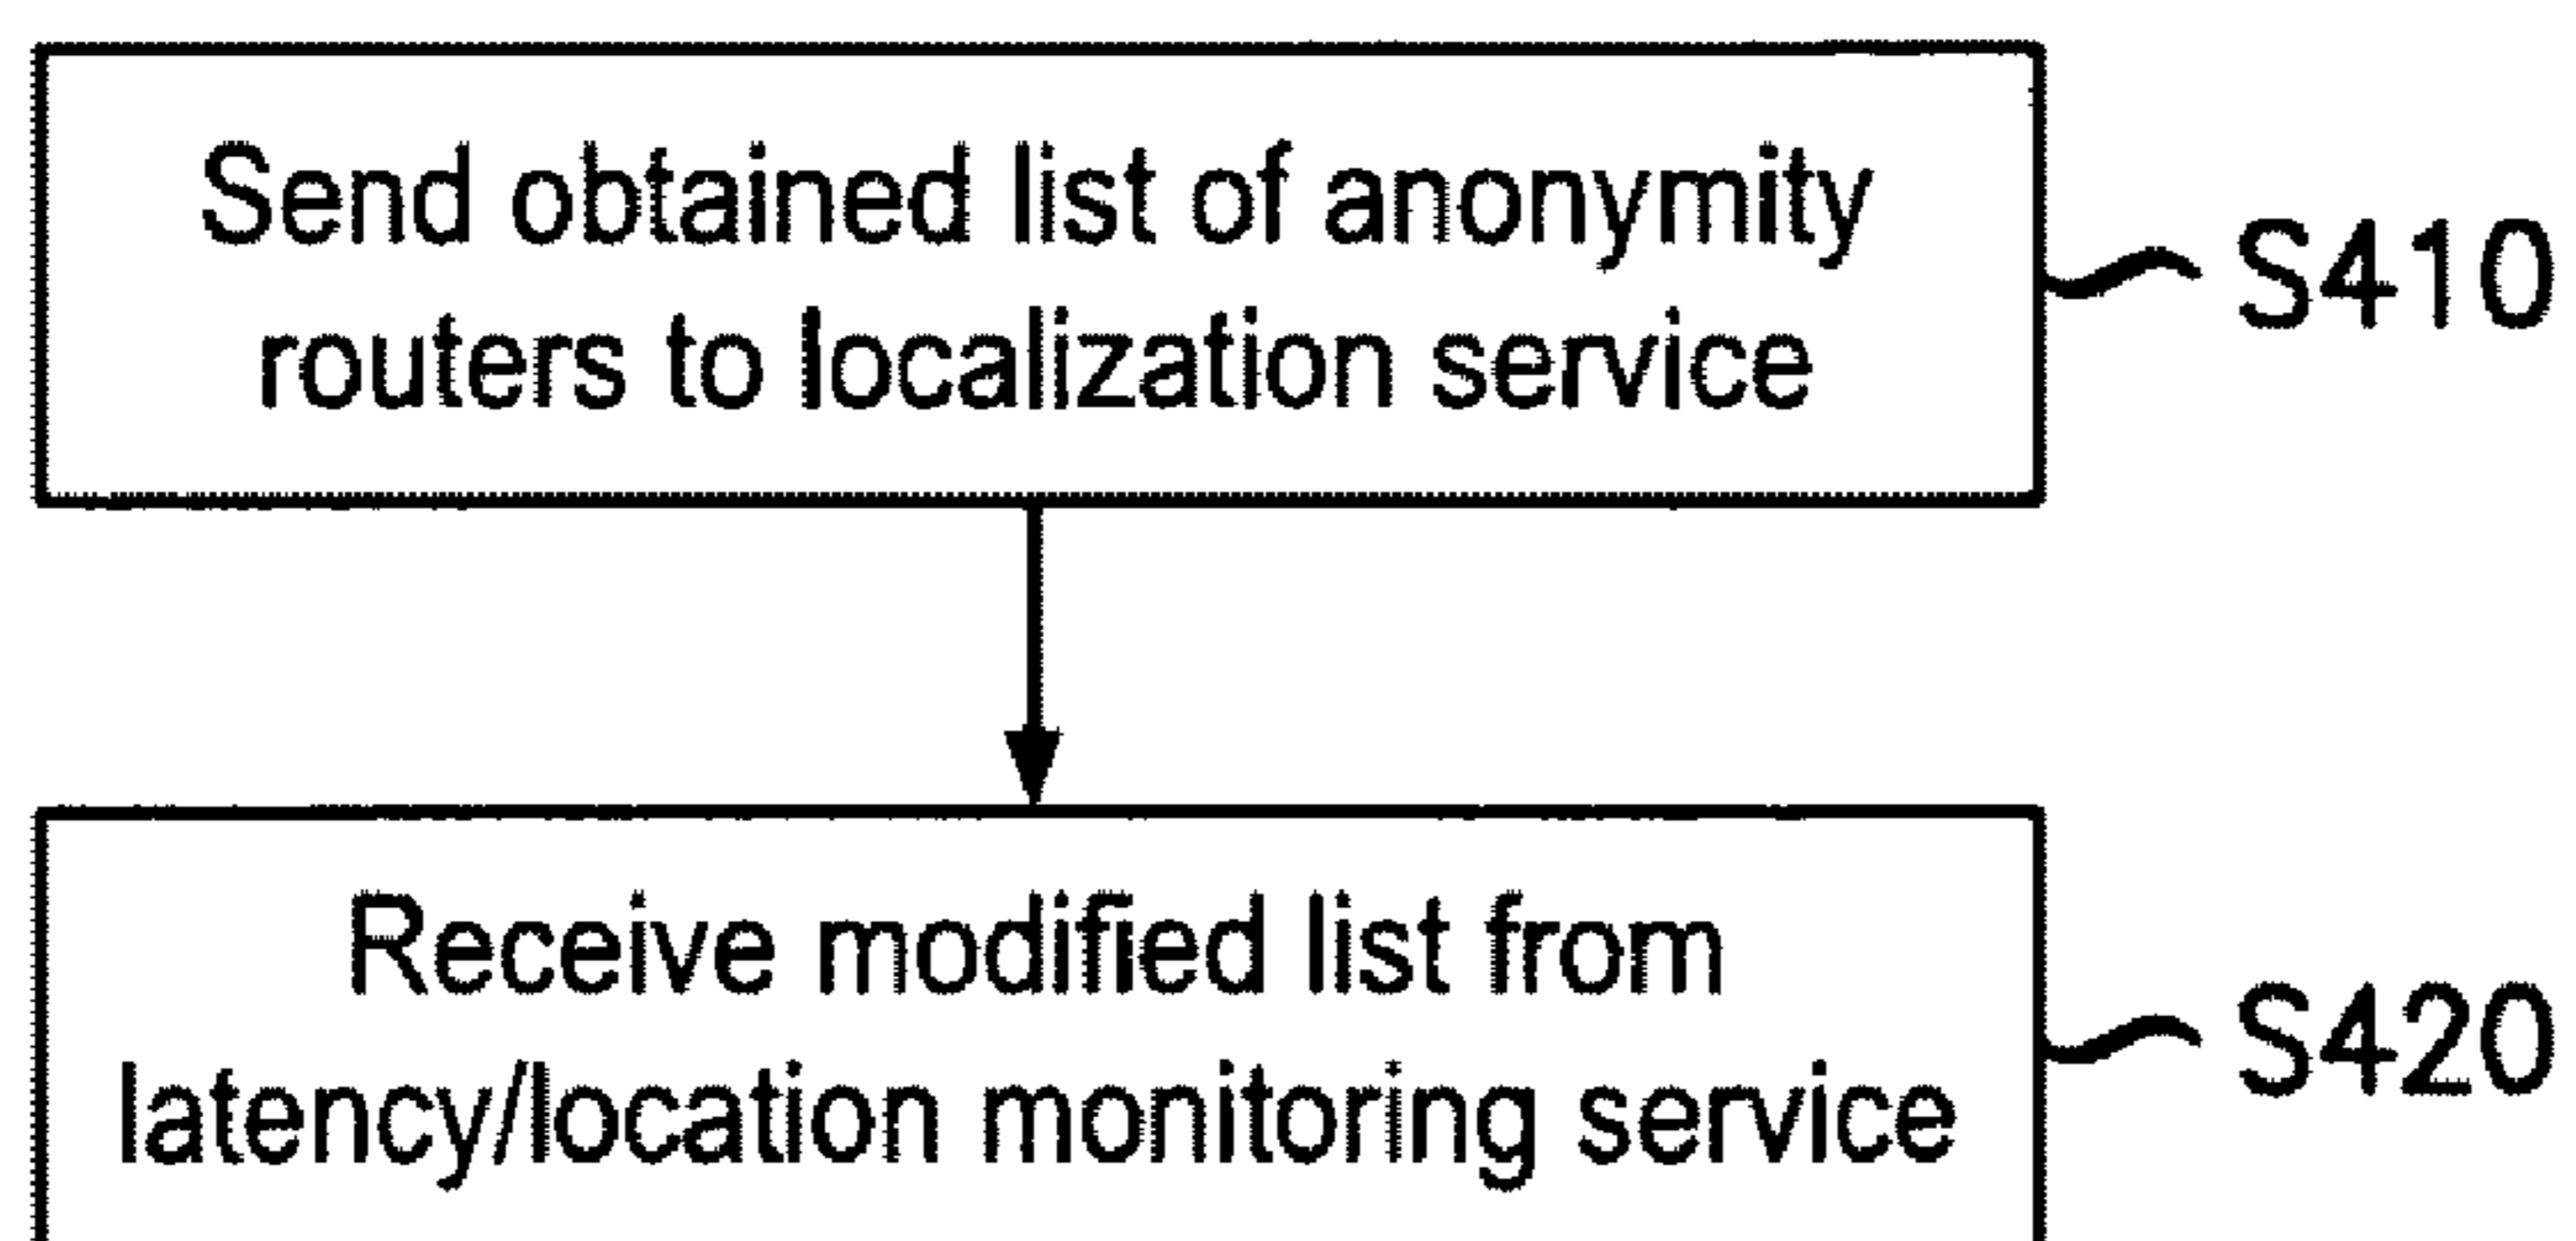 Send obtained list of anonymity
routers to localization service
S410
Receive modified list from
latency/location monitoring service
S420